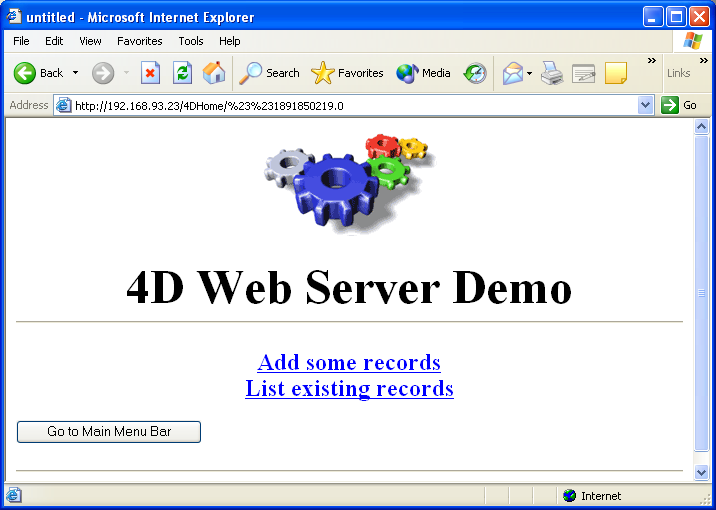 untitled - Microsoft Internet Explorer
File Edit View Favorites Tools Help
Back Search Favorites Media » Links »
Address http://192.168.93.23/4DHome/%23%231891850219.0 Go
4D Web Server Demo
Add some records
List existing records
Go to Main Menu Bar
Internet